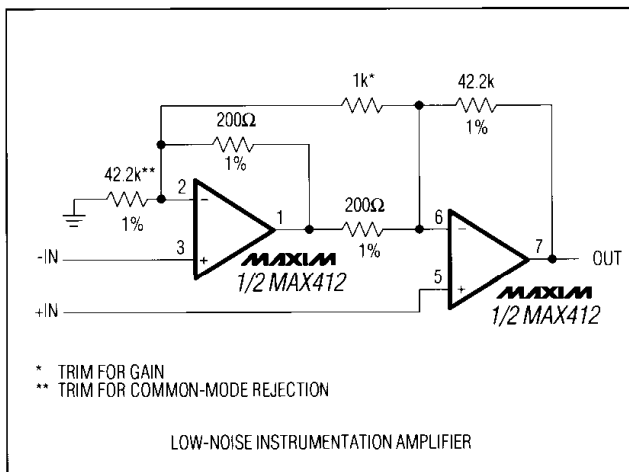 1k*
42.2k
1%
200Ω
1%
42.2k**
1%
2
-
3
+
1
200Ω
1%
6
-
5
+
7
OUT
-IN
+IN
MAXIM
1/2 MAX412
MAXIM
1/2 MAX412
* TRIM FOR GAIN
** TRIM FOR COMMON-MODE REJECTION
LOW-NOISE INSTRUMENTATION AMPLIFIER